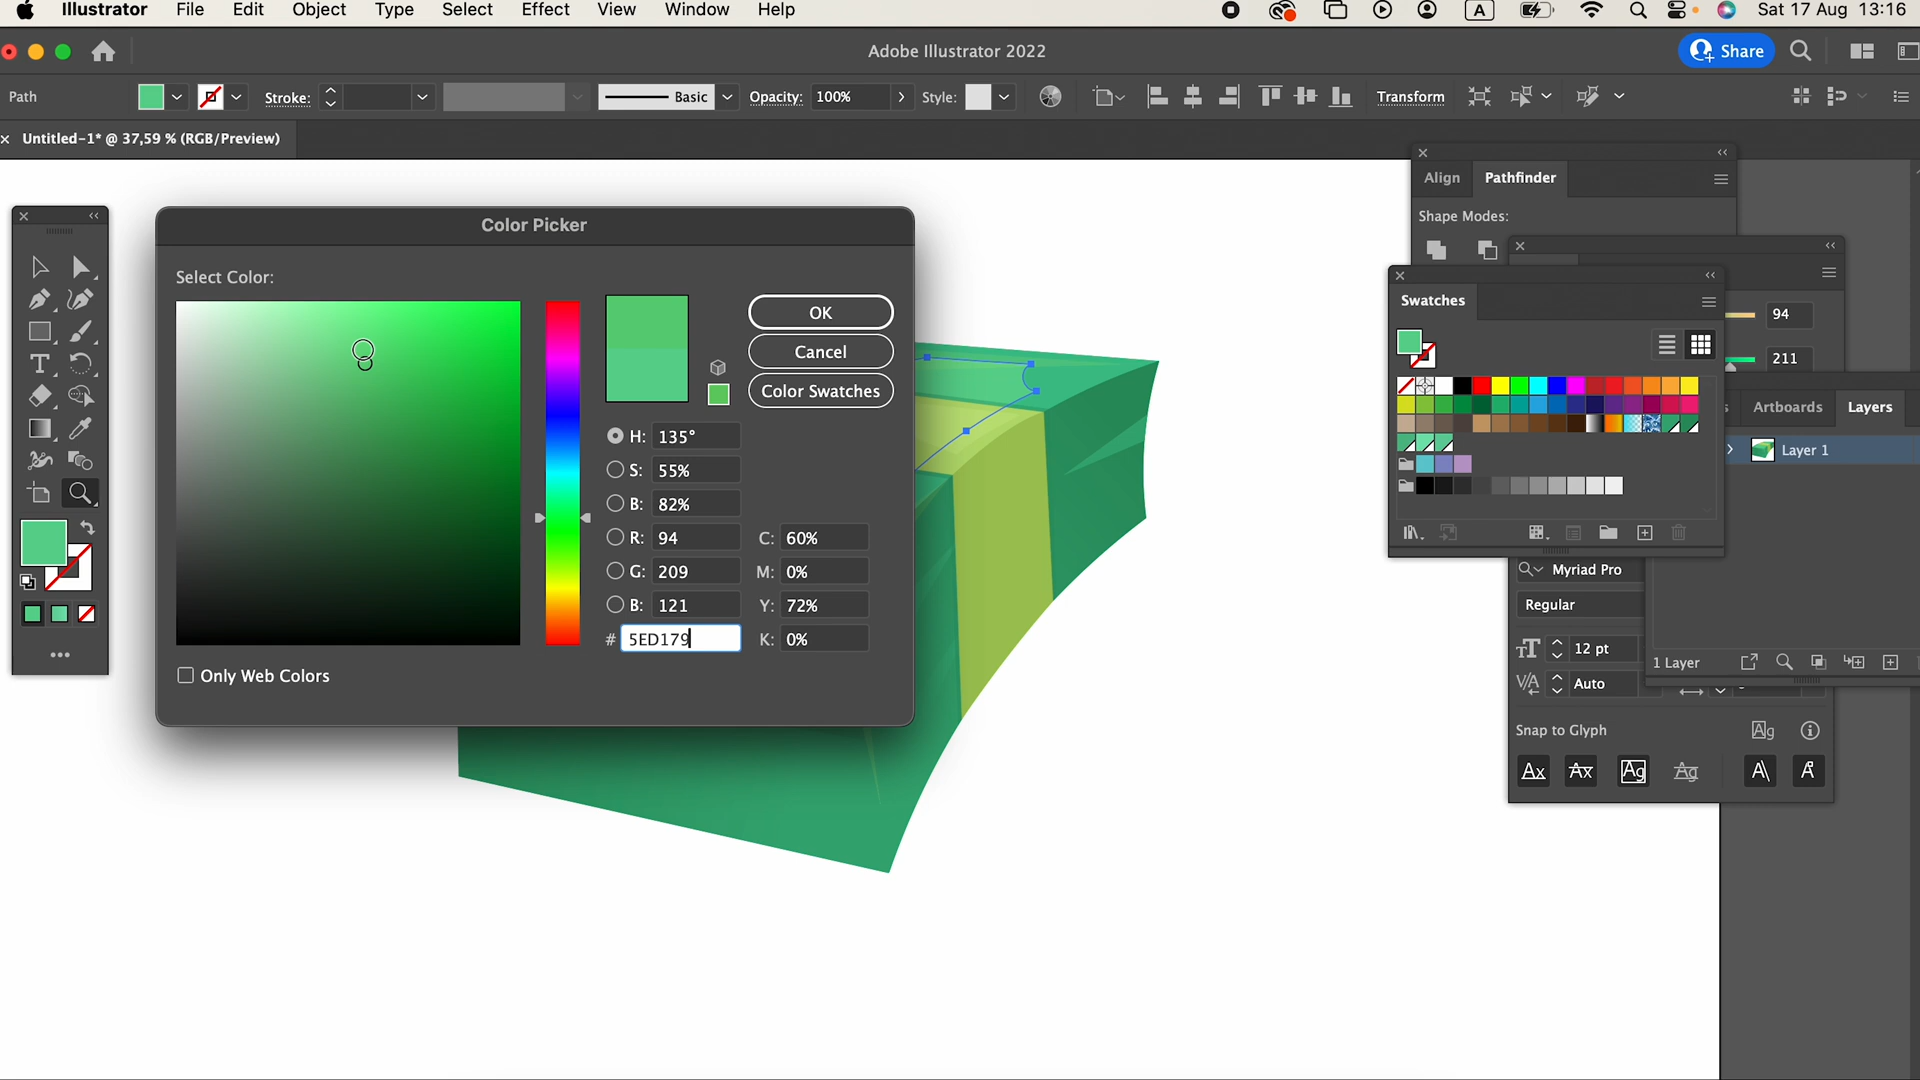 Illustrator File Edit Object Type Select Effect View Window Help A Sat 17 Aug 13:16
Adobe Illustrator 2022 Share
Path Stroke: Basic Opacity: 100% Style: Transform
Untitled-1* @ 37,59 % (RGB/Preview)
Color Picker
Select Color:
OK
Cancel
Color Swatches
H: 135°
S: 55%
B: 82%
R: 94 C: 60%
G: 209 M: 0%
B: 121 Y: 72%
# 5ED179 K: 0%
Only Web Colors
Align Pathfinder
Shape Modes:
Swatches
94
211
Artboards Layers
Layer 1
Myriad Pro
Regular
12 pt
Auto
1 Layer
Snap to Glyph